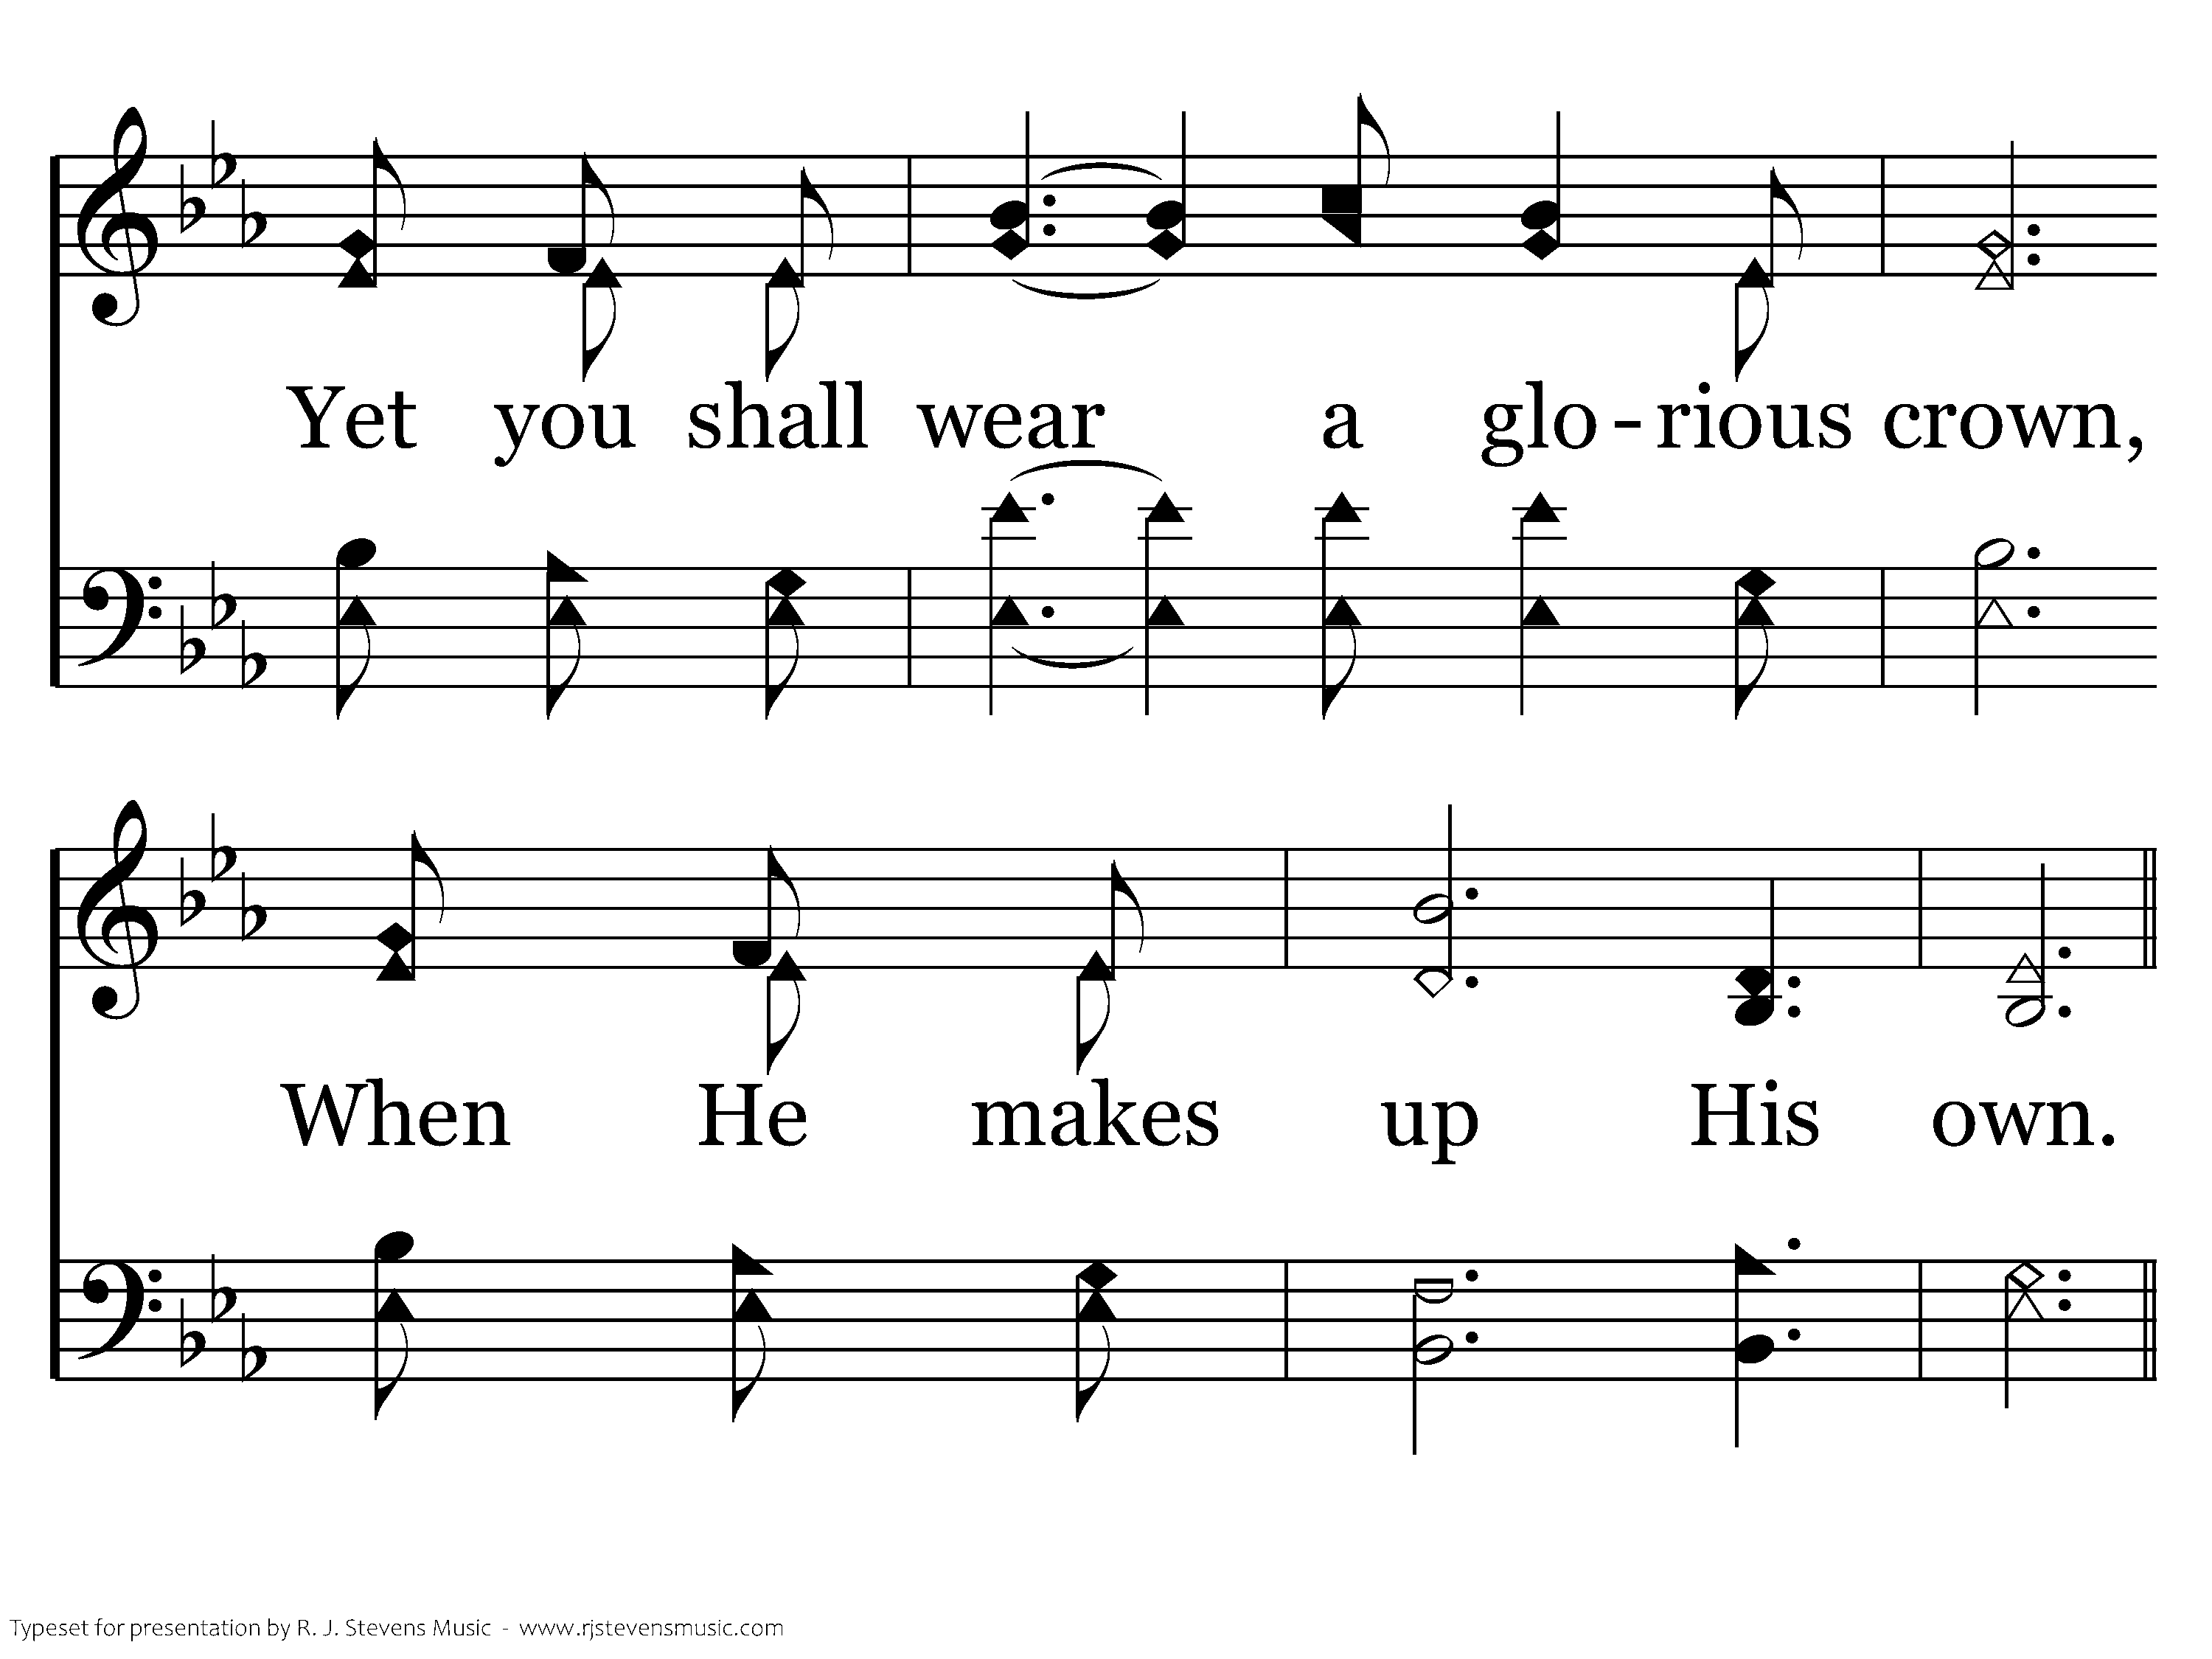 Yet you shall wear a glo-rious crown,
When He makes up His own.
Typeset for presentation by R. J. Stevens Music - www.rjstevensmusic.com